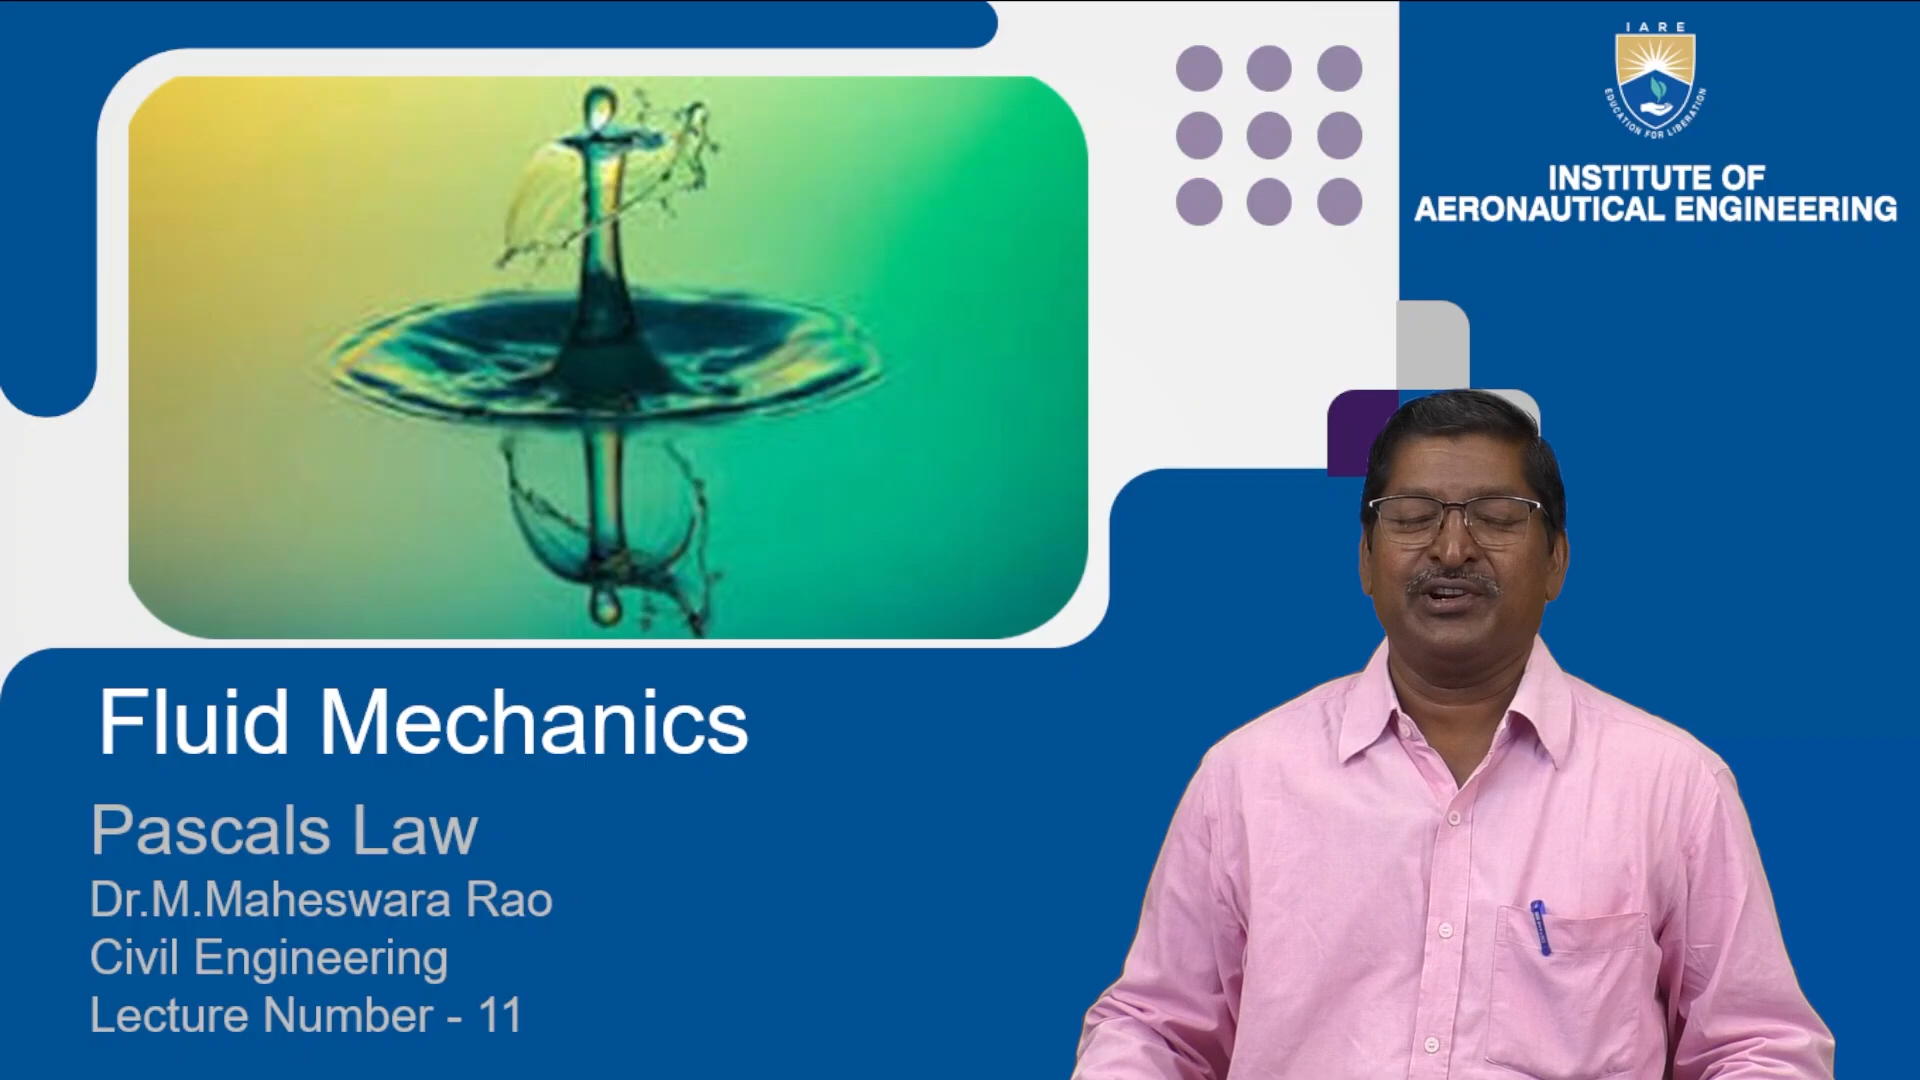 IARE
EDUCATION FOR LIBERATION
INSTITUTE OF
AERONAUTICAL ENGINEERING
Fluid Mechanics
Pascals Law
Dr.M.Maheswara Rao
Civil Engineering
Lecture Number - 11